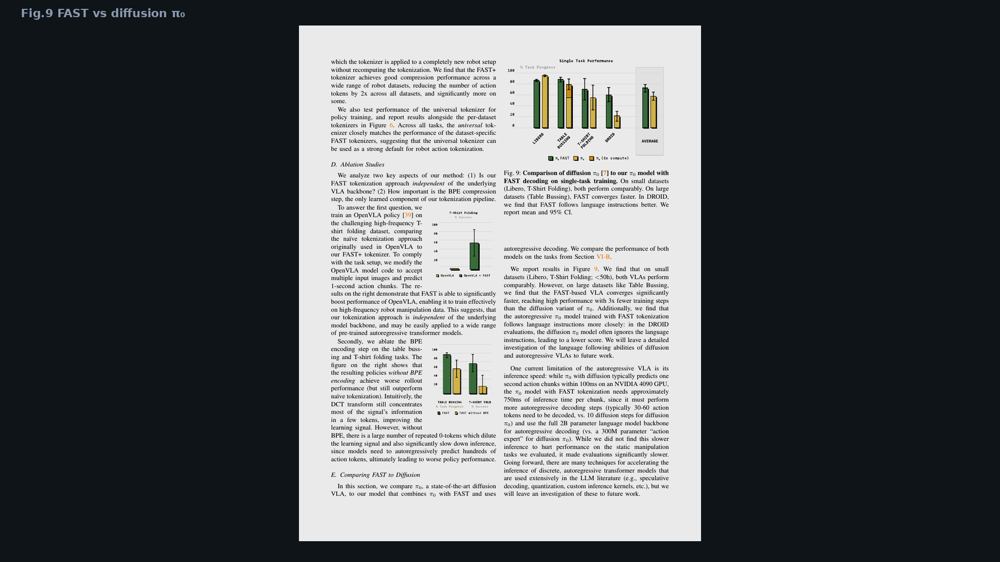 Fig.9 FAST vs diffusion π₀
which the tokenizer is applied to a completely new robot setup
without recomputing the tokenization. We find that the FAST+
tokenizer achieves good compression performance across a
wide range of robot datasets, reducing the number of action
tokens by 2x across all datasets, and significantly more on
some.
We also test performance of the universal tokenizer for
policy training, and report results alongside the per-dataset
tokenizers in Figure 6. Across all tasks, the universal tok-
enizer closely matches the performance of the dataset-specific
FAST tokenizers, suggesting that the universal tokenizer can
be used as a strong default for robot action tokenization.
D. Ablation Studies
We analyze two key aspects of our method: (1) Is our
FAST tokenization approach independent of the underlying
VLA backbone? (2) How important is the BPE compression
step, the only learned component of our tokenization pipeline.
To answer the first question, we
train an OpenVLA policy [39] on
the challenging high-frequency T-
shirt folding dataset, comparing
the naïve tokenization approach
originally used in OpenVLA to
our FAST+ tokenizer. To comply
with the task setup, we modify the
OpenVLA model code to accept
multiple input images and predict
1-second action chunks. The re-
T-Shirt Folding
% Success
100
80
60
40
20
OpenVLA OpenVLA + FAST
sults on the right demonstrate that FAST is able to significantly
boost performance of OpenVLA, enabling it to train effectively
on high-frequency robot manipulation data. This suggests, that
our tokenization approach is independent of the underlying
model backbone, and may be easily applied to a wide range
of pre-trained autoregressive transformer models.
Secondly, we ablate the BPE
encoding step on the table buss-
ing and T-shirt folding tasks. The
figure on the right shows that
the resulting policies without BPE
encoding achieve worse rollout
performance (but still outperform
naïve tokenization). Intuitively, the
DCT transform still concentrates
most of the signal's information
in a few tokens, improving the
learning signal. However, without
100
80
60
40
20
TABLE BUSSING T-SHIRT FOLD
% Task Progress % Success
FAST FAST without BPE
BPE, there is a large number of repeated 0-tokens which dilute
the learning signal and also significantly slow down inference,
since models need to autoregressively predict hundreds of
action tokens, ultimately leading to worse policy performance.
E. Comparing FAST to Diffusion
In this section, we compare π₀, a state-of-the-art diffusion
VLA, to our model that combines π₀ with FAST and uses
Single Task Performance
% Task Progress
100
80
60
40
20
0
LIBERO
TABLE
BUSSING
T-SHIRT
FOLDING
DROID
AVERAGE
π₀ FAST π₀ π₀ (3x compute)
Fig. 9: Comparison of diffusion π₀ [7] to our π₀ model with
FAST decoding on single-task training. On small datasets
(Libero, T-Shirt Folding), both perform comparably. On large
datasets (Table Bussing), FAST converges faster. In DROID,
we find that FAST follows language instructions better. We
report mean and 95% CI.
autoregressive decoding. We compare the performance of both
models on the tasks from Section VI-B.
We report results in Figure 9. We find that on small
datasets (Libero, T-Shirt Folding; <50h), both VLAs perform
comparably. However, on large datasets like Table Bussing,
we find that the FAST-based VLA converges significantly
faster, reaching high performance with 3x fewer training steps
than the diffusion variant of π₀. Additionally, we find that
the autoregressive π₀ model trained with FAST tokenization
follows language instructions more closely: in the DROID
evaluations, the diffusion π₀ model often ignores the language
instructions, leading to a lower score. We will leave a detailed
investigation of the language following abilities of diffusion
and autoregressive VLAs to future work.
One current limitation of the autoregressive VLA is its
inference speed: while π₀ with diffusion typically predicts one
second action chunks within 100ms on an NVIDIA 4090 GPU,
the π₀ model with FAST tokenization needs approximately
750ms of inference time per chunk, since it must perform
more autoregressive decoding steps (typically 30-60 action
tokens need to be decoded, vs. 10 diffusion steps for diffusion
π₀) and use the full 2B parameter language model backbone
for autoregressive decoding (vs. a 300M parameter “action
expert” for diffusion π₀). While we did not find this slower
inference to hurt performance on the static manipulation
tasks we evaluated, it made evaluations significantly slower.
Going forward, there are many techniques for accelerating the
inference of discrete, autoregressive transformer models that
are used extensively in the LLM literature (e.g., speculative
decoding, quantization, custom inference kernels, etc.), but we
will leave an investigation of these to future work.